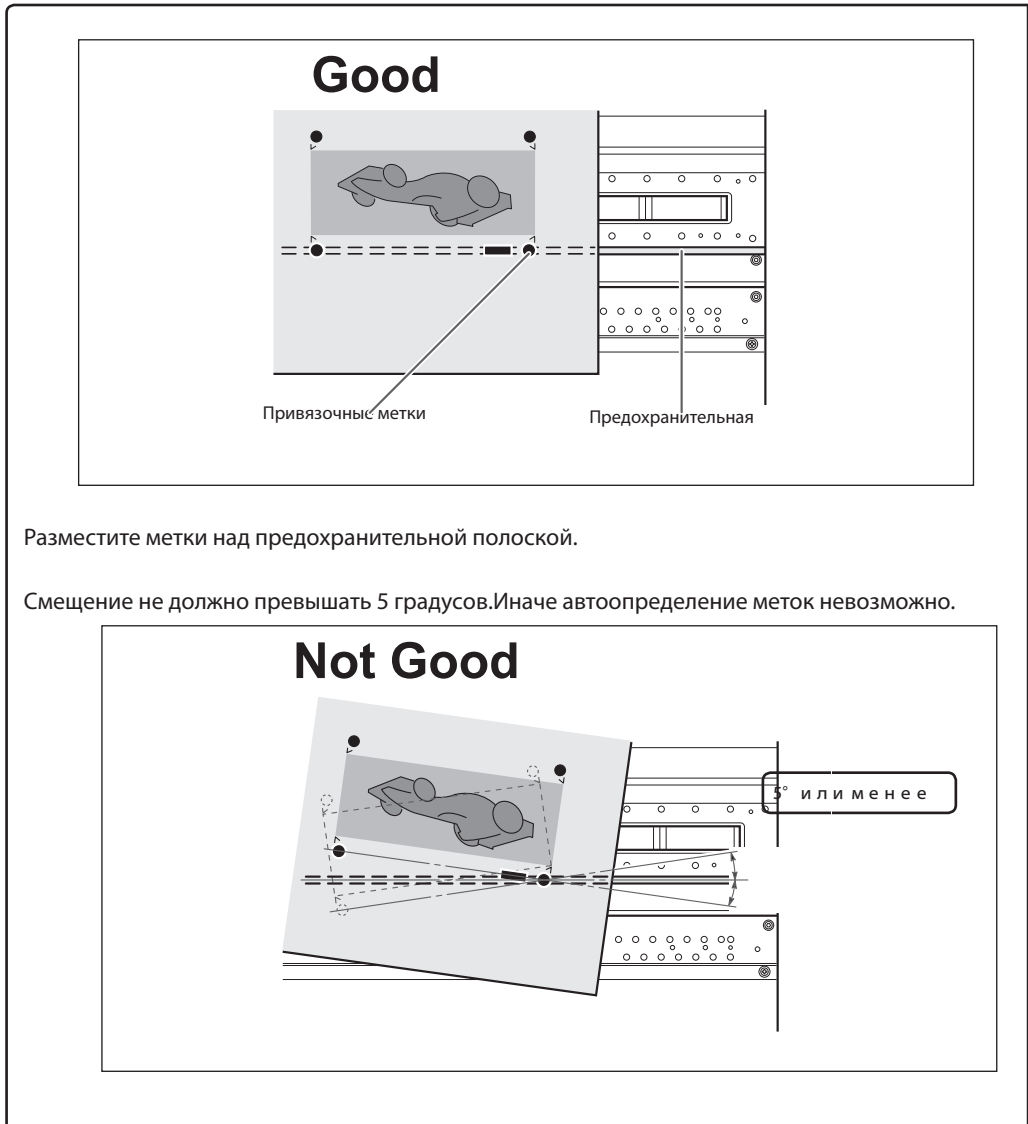 Good
Привязочные метки
Предохранительная
Разместите метки над предохранительной полоской.
Смещение не должно превышать 5 градусов.Иначе автоопределение меток невозможно.
Not Good
5° или менее